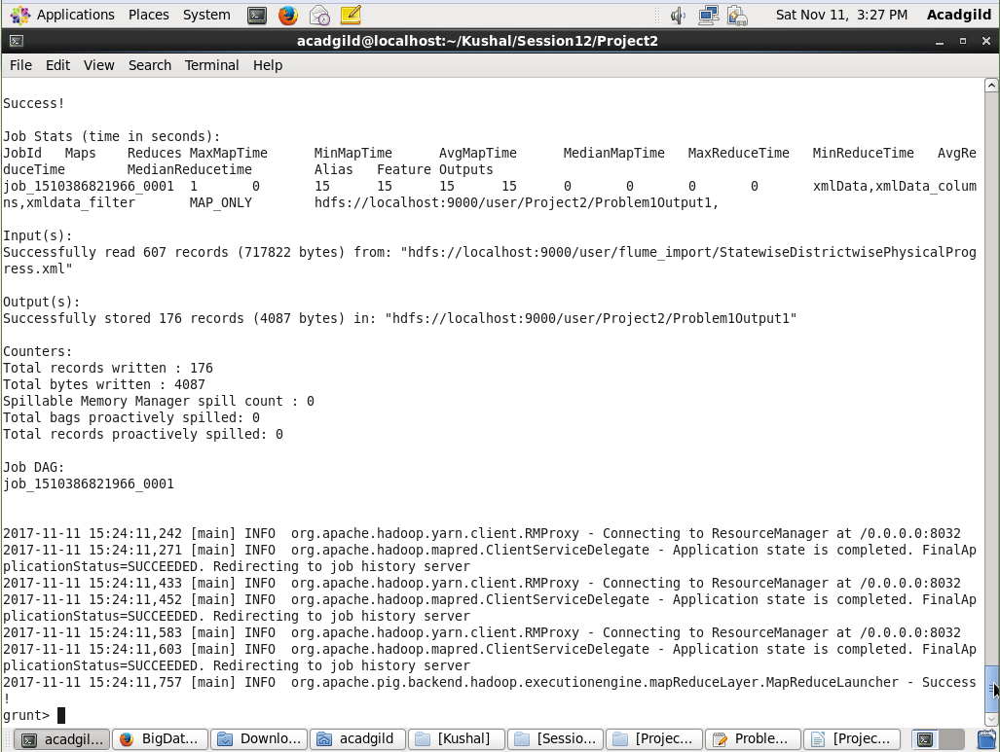 Applications Places System Sat Nov 11, 3:27 PM Acadgild
acadgild@localhost:~/Kushal/Session12/Project2
File Edit View Search Terminal Help
Success!
Job Stats (time in seconds):
JobId Maps Reduces MaxMapTime MinMapTime AvgMapTime MedianMapTime MaxReduceTime MinReduceTime AvgRe
duceTime MedianReducetime Alias Feature Outputs
job_1510386821966_0001 1 0 15 15 15 15 0 0 0 0 xmlData,xmlData_colum
ns,xmldata_filter MAP_ONLY hdfs://localhost:9000/user/Project2/Problem1Output1,
Input(s):
Successfully read 607 records (717822 bytes) from: "hdfs://localhost:9000/user/flume_import/StatewiseDistrictwisePhysicalProg
ress.xml"
Output(s):
Successfully stored 176 records (4087 bytes) in: "hdfs://localhost:9000/user/Project2/Problem1Output1"
Counters:
Total records written : 176
Total bytes written : 4087
Spillable Memory Manager spill count : 0
Total bags proactively spilled: 0
Total records proactively spilled: 0
Job DAG:
job_1510386821966_0001
2017-11-11 15:24:11,242 [main] INFO org.apache.hadoop.yarn.client.RMProxy - Connecting to ResourceManager at /0.0.0.0:8032
2017-11-11 15:24:11,271 [main] INFO org.apache.hadoop.mapred.ClientServiceDelegate - Application state is completed. FinalAp
plicationStatus=SUCCEEDED. Redirecting to job history server
2017-11-11 15:24:11,433 [main] INFO org.apache.hadoop.yarn.client.RMProxy - Connecting to ResourceManager at /0.0.0.0:8032
2017-11-11 15:24:11,452 [main] INFO org.apache.hadoop.mapred.ClientServiceDelegate - Application state is completed. FinalAp
plicationStatus=SUCCEEDED. Redirecting to job history server
2017-11-11 15:24:11,583 [main] INFO org.apache.hadoop.yarn.client.RMProxy - Connecting to ResourceManager at /0.0.0.0:8032
2017-11-11 15:24:11,603 [main] INFO org.apache.hadoop.mapred.ClientServiceDelegate - Application state is completed. FinalAp
plicationStatus=SUCCEEDED. Redirecting to job history server
2017-11-11 15:24:11,757 [main] INFO org.apache.pig.backend.hadoop.executionengine.mapReduceLayer.MapReduceLauncher - Success
!
grunt>
acadgil... BigDat... Downlo... acadgild [Kushal] [Sessio... [Projec... Proble... [Projec...